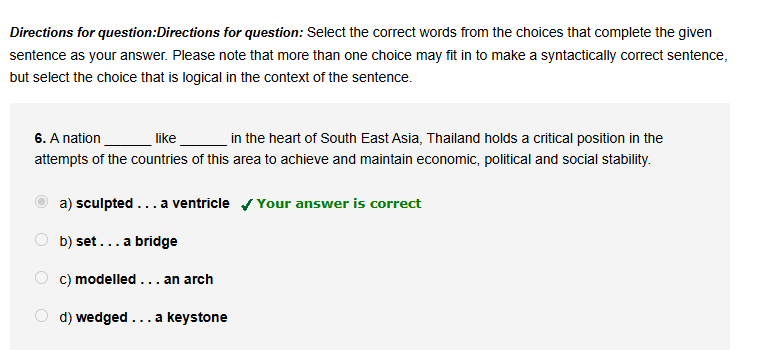 Directions for question:Directions for question: Select the correct words from the choices that complete the given
sentence as your answer. Please note that more than one choice may fit in to make a syntactically correct sentence,
but select the choice that is logical in the context of the sentence.
6. A nation ______ like ______ in the heart of South East Asia, Thailand holds a critical position in the
attempts of the countries of this area to achieve and maintain economic, political and social stability.
a) sculpted . . . a ventricle ✓Your answer is correct
b) set . . . a bridge
c) modelled . . . an arch
d) wedged . . . a keystone